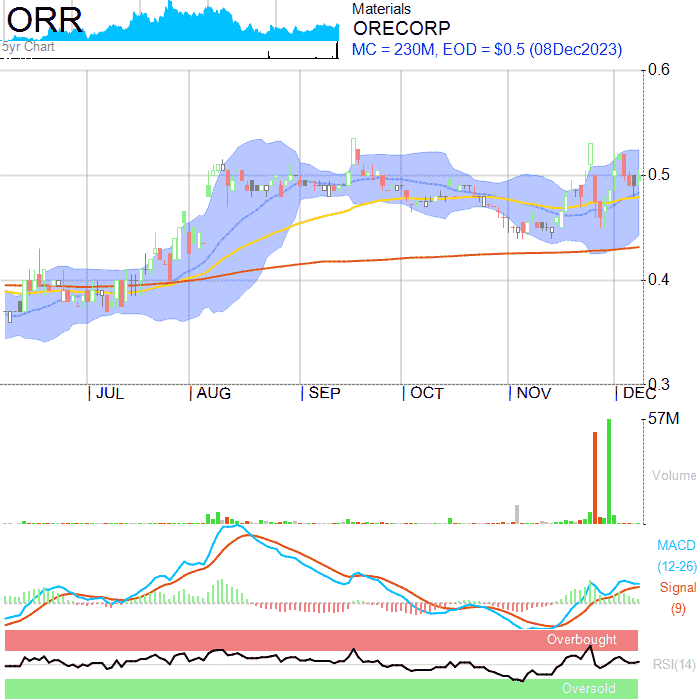 ORR
5yr Chart
Materials
ORECORP
MC = 230M, EOD = $0.5 (08Dec2023)
0.6
0.5
0.4
0.3
JUL AUG SEP OCT NOV DEC
57M
Volume
MACD
(12-26)
Signal
(9)
Overbought
RSI(14)
Oversold